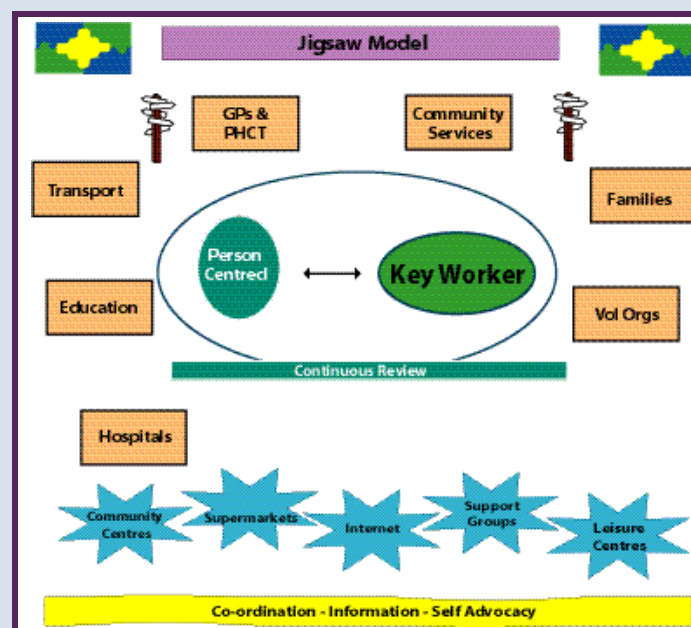 Jigsaw Model
GPs &
PHCT
Community
Services
Transport
Families
Person
Centred
Key Worker
Education
Vol Orgs
Continuous Review
Hospitals
Community
Centres
Supermarkets
Internet
Support
Groups
Leisure
Centres
Co-ordination - Information - Self Advocacy